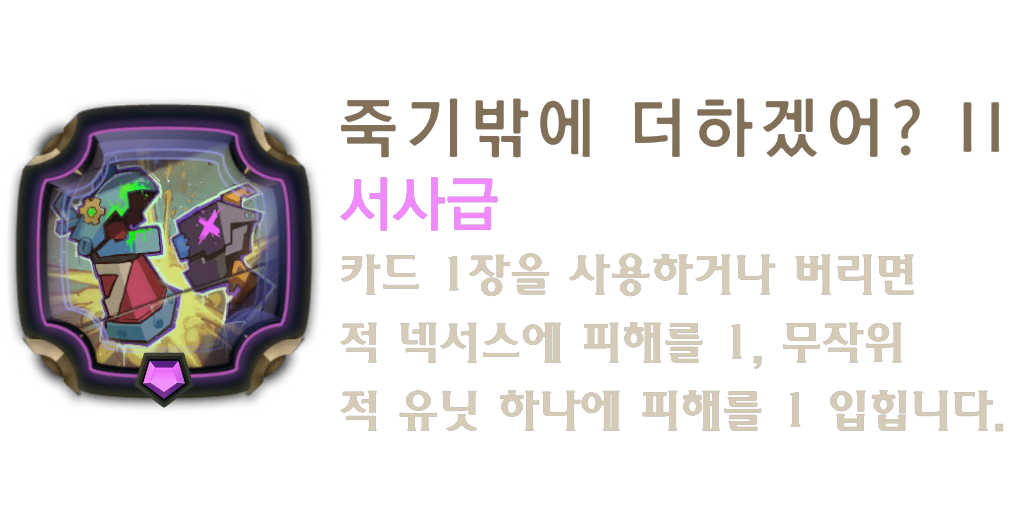 죽기밖에 더하겠어? II
서사급
카드 1장을 사용하거나 버리면
적 넥서스에 피해를 1, 무작위
적 유닛 하나에 피해를 1 입힙니다.